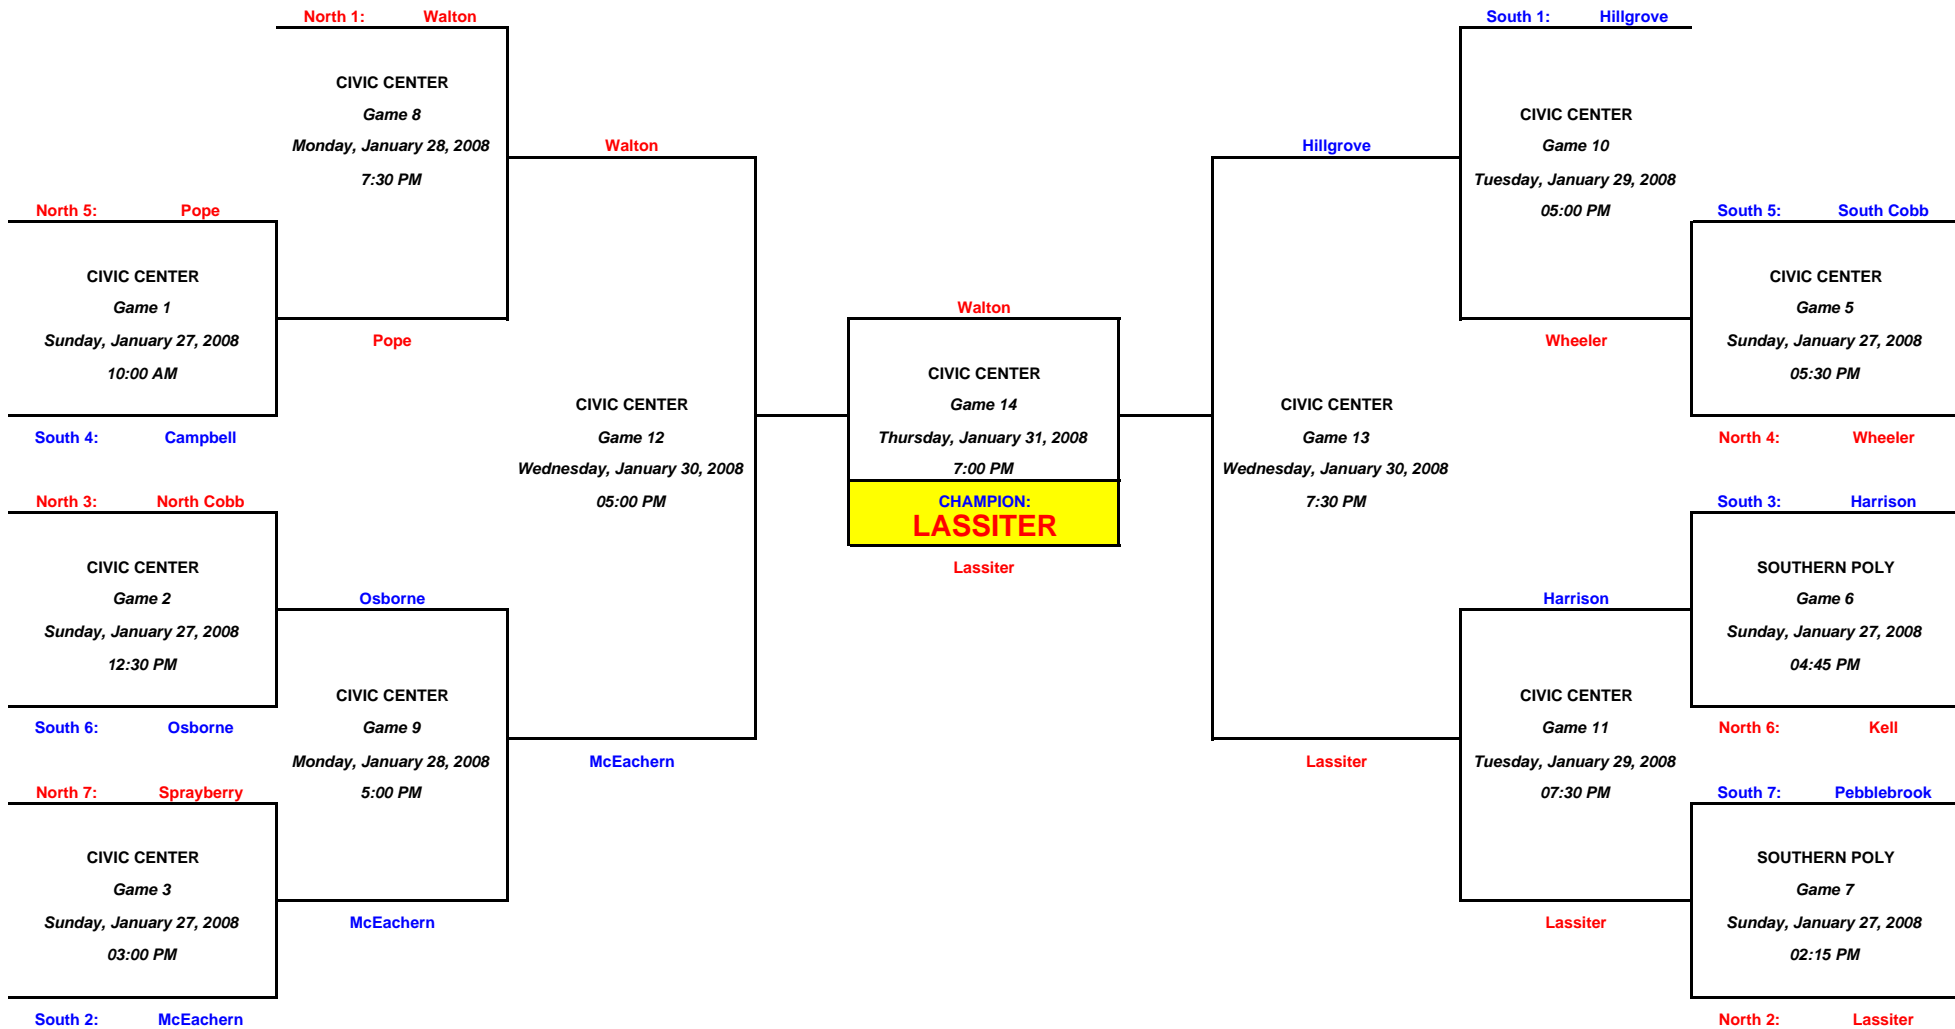 North 1: Walton
CIVIC CENTER
Game 8
Monday, January 28, 2008
7:30 PM
Walton
North 5: Pope
CIVIC CENTER
Game 1
Sunday, January 27, 2008
10:00 AM
Pope
South 4: Campbell
CIVIC CENTER
Game 12
Wednesday, January 30, 2008
05:00 PM
North 3: North Cobb
CIVIC CENTER
Game 2
Sunday, January 27, 2008
12:30 PM
Osborne
South 6: Osborne
CIVIC CENTER
Game 9
Monday, January 28, 2008
5:00 PM
McEachern
North 7: Sprayberry
CIVIC CENTER
Game 3
Sunday, January 27, 2008
03:00 PM
McEachern
South 2: McEachern
Walton
CIVIC CENTER
Game 14
Thursday, January 31, 2008
7:00 PM
CHAMPION:
LASSITER
Lassiter
South 1: Hillgrove
CIVIC CENTER
Game 10
Tuesday, January 29, 2008
05:00 PM
Hillgrove
South 5: South Cobb
CIVIC CENTER
Game 5
Sunday, January 27, 2008
05:30 PM
Wheeler
North 4: Wheeler
CIVIC CENTER
Game 13
Wednesday, January 30, 2008
7:30 PM
South 3: Harrison
SOUTHERN POLY
Game 6
Sunday, January 27, 2008
04:45 PM
Harrison
North 6: Kell
CIVIC CENTER
Game 11
Tuesday, January 29, 2008
07:30 PM
Lassiter
South 7: Pebblebrook
SOUTHERN POLY
Game 7
Sunday, January 27, 2008
02:15 PM
Lassiter
North 2: Lassiter